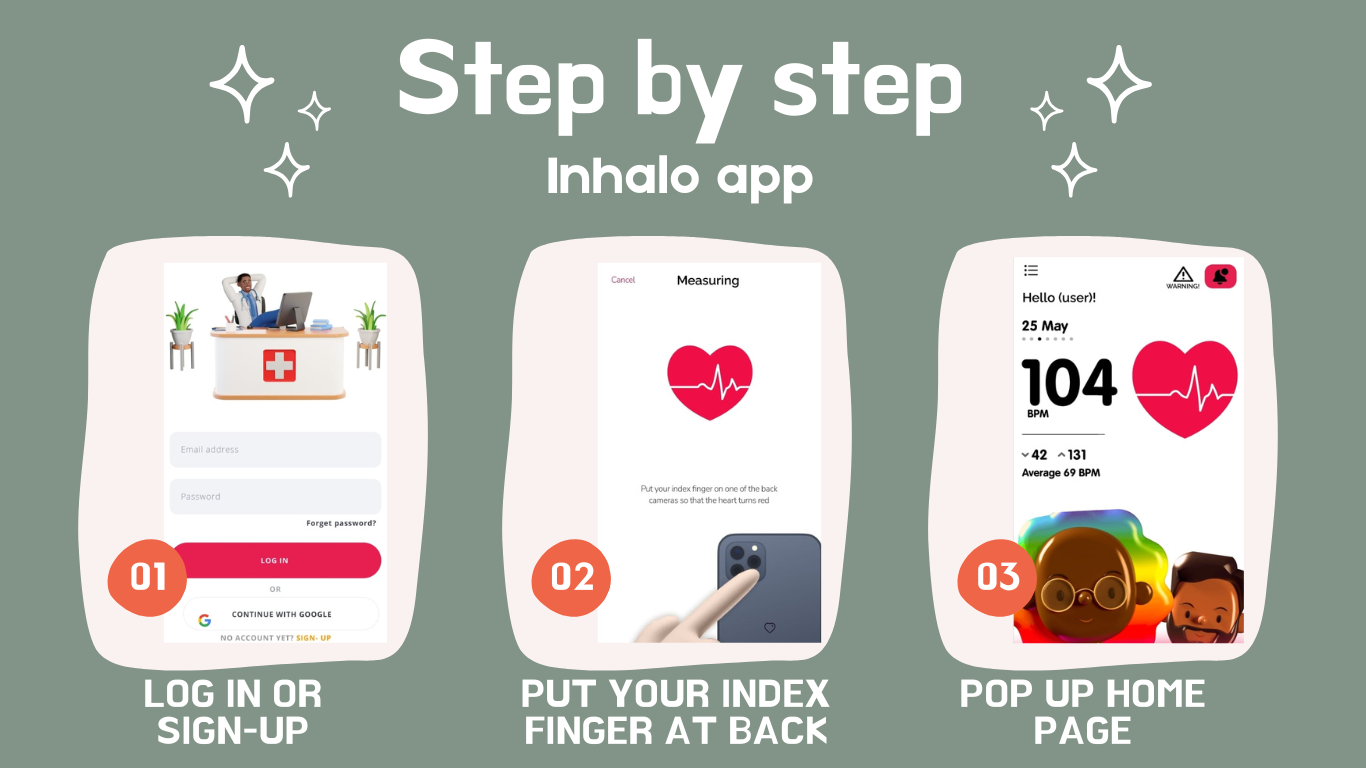 Step by step
Inhalo app
Email address
Password
Forget password?
LOG IN
OR
CONTINUE WITH GOOGLE
NO ACCOUNT YET? SIGN- UP
01
LOG IN OR
SIGN-UP
Cancel
Measuring
Put your index finger on one of the back
cameras so that the heart turns red
02
PUT YOUR INDEX
FINGER AT BACK
WARNING!
Hello (user)!
25 May
104
BPM
42 131
Average 69 BPM
03
POP UP HOME
PAGE